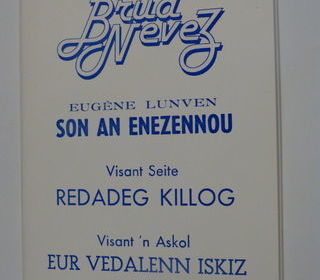 Brud
Nevez
EUGÈNE LUNVEN
SON AN ENEZENNOU
Visant Seite
REDADEG KILLOG
Visant 'n Askol
EUR VEDALENN ISKIZ